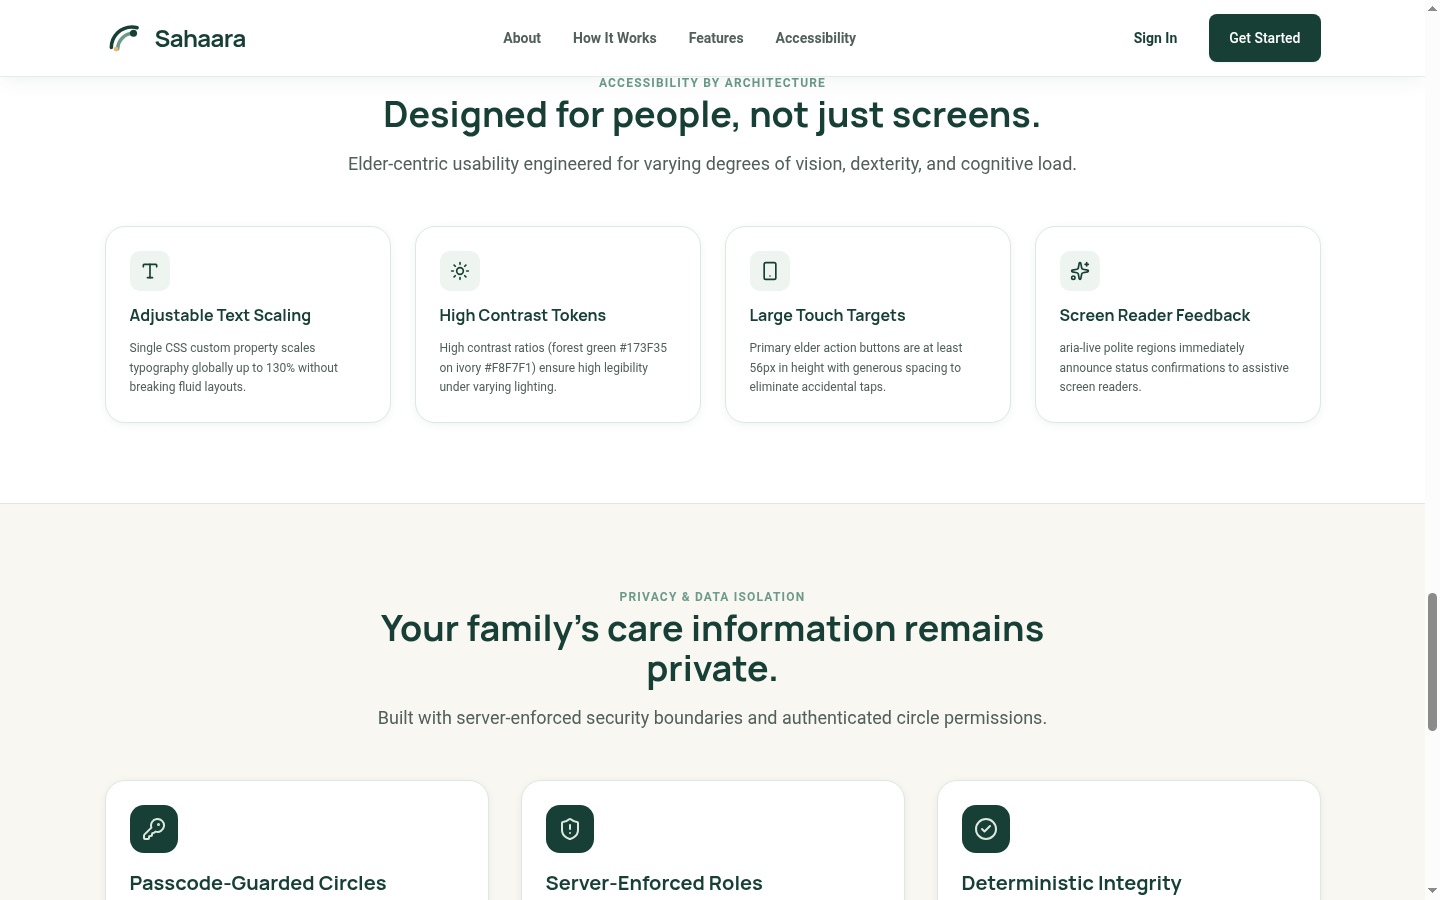 Sahaara
About
How It Works
Features
Accessibility
Sign In
Get Started
ACCESSIBILITY BY ARCHITECTURE
Designed for people, not just screens.
Elder-centric usability engineered for varying degrees of vision, dexterity, and cognitive load.
Adjustable Text Scaling
Single CSS custom property scales
typography globally up to 130% without
breaking fluid layouts.
High Contrast Tokens
High contrast ratios (forest green #173F35
on ivory #F8F7F1) ensure high legibility
under varying lighting.
Large Touch Targets
Primary elder action buttons are at least
56px in height with generous spacing to
eliminate accidental taps.
Screen Reader Feedback
aria-live polite regions immediately
announce status confirmations to assistive
screen readers.
PRIVACY & DATA ISOLATION
Your family’s care information remains
private.
Built with server-enforced security boundaries and authenticated circle permissions.
Passcode-Guarded Circles
Server-Enforced Roles
Deterministic Integrity